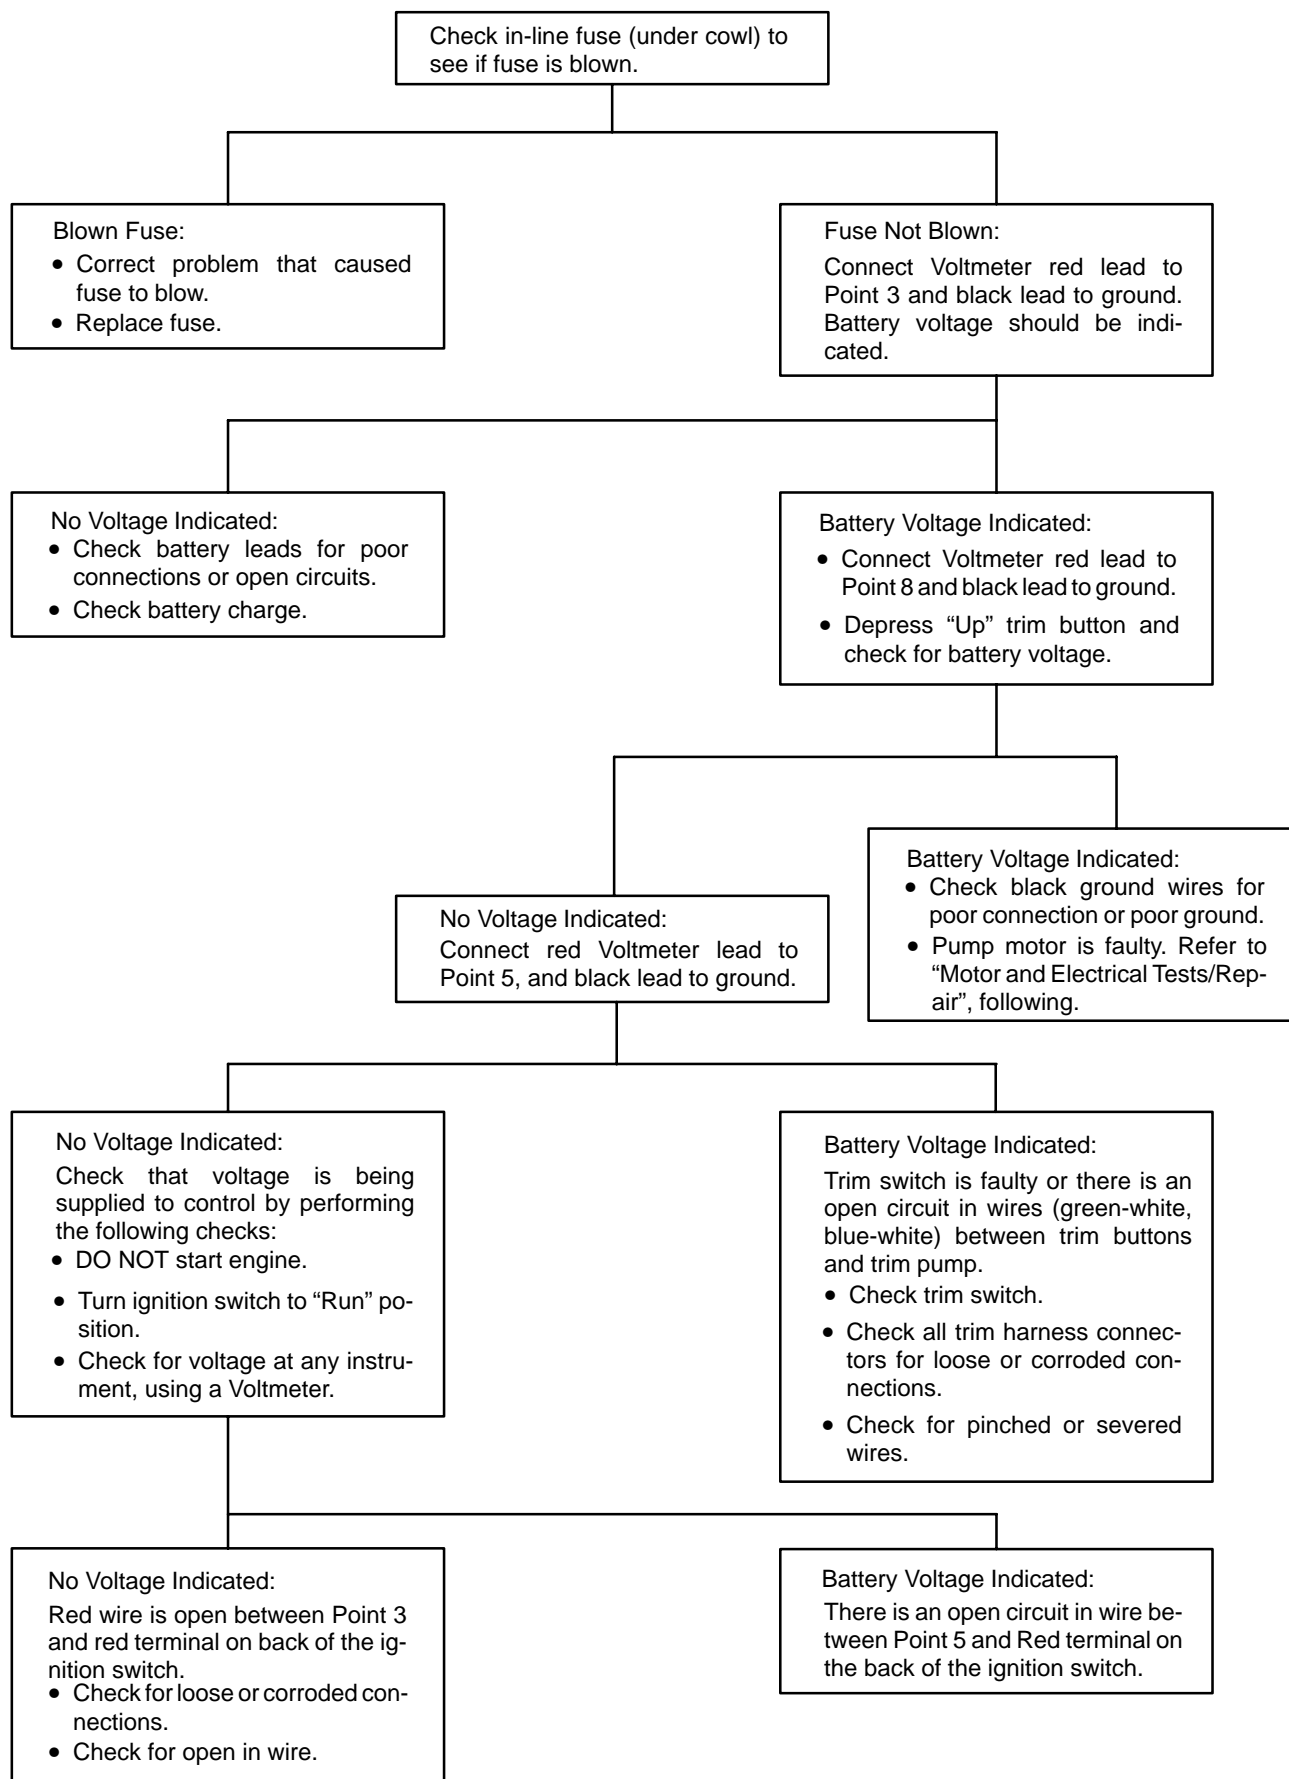 Check in-line fuse (under cowl) to
see if fuse is blown.
Blown Fuse:
• Correct problem that caused
fuse to blow.
• Replace fuse.
Fuse Not Blown:
Connect Voltmeter red lead to
Point 3 and black lead to ground.
Battery voltage should be indi-
cated.
No Voltage Indicated:
• Check battery leads for poor
connections or open circuits.
• Check battery charge.
Battery Voltage Indicated:
• Connect Voltmeter red lead to
Point 8 and black lead to ground.
• Depress “Up” trim button and
check for battery voltage.
No Voltage Indicated:
Connect red Voltmeter lead to
Point 5, and black lead to ground.
Battery Voltage Indicated:
• Check black ground wires for
poor connection or poor ground.
• Pump motor is faulty. Refer to
“Motor and Electrical Tests/Rep-
air”, following.
No Voltage Indicated:
Check that voltage is being
supplied to control by performing
the following checks:
• DO NOT start engine.
• Turn ignition switch to “Run” po-
sition.
• Check for voltage at any instru-
ment, using a Voltmeter.
Battery Voltage Indicated:
Trim switch is faulty or there is an
open circuit in wires (green-white,
blue-white) between trim buttons
and trim pump.
• Check trim switch.
• Check all trim harness connec-
tors for loose or corroded con-
nections.
• Check for pinched or severed
wires.
No Voltage Indicated:
Red wire is open between Point 3
and red terminal on back of the ig-
nition switch.
• Check for loose or corroded con-
nections.
• Check for open in wire.
Battery Voltage Indicated:
There is an open circuit in wire be-
tween Point 5 and Red terminal on
the back of the ignition switch.